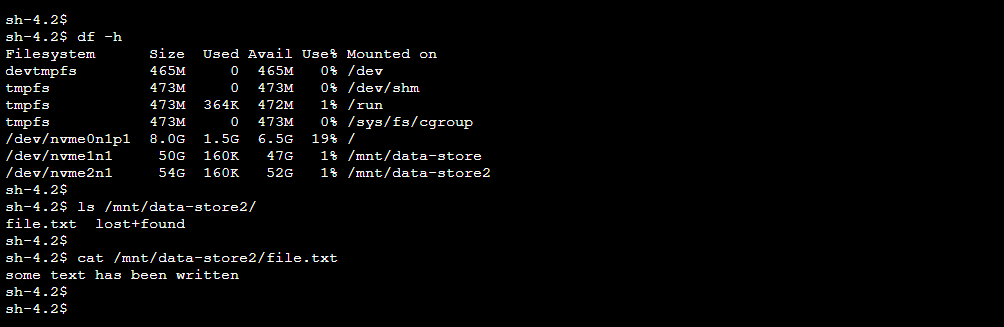 sh-4.2$
sh-4.2$ df -h
Filesystem      Size  Used Avail Use% Mounted on
devtmpfs        465M     0  465M   0% /dev
tmpfs           473M     0  473M   0% /dev/shm
tmpfs           473M  364K  472M   1% /run
tmpfs           473M     0  473M   0% /sys/fs/cgroup
/dev/nvme0n1p1  8.0G  1.5G  6.5G  19% /
/dev/nvme1n1     50G  160K   47G   1% /mnt/data-store
/dev/nvme2n1     54G  160K   52G   1% /mnt/data-store2
sh-4.2$
sh-4.2$ ls /mnt/data-store2/
file.txt  lost+found
sh-4.2$
sh-4.2$ cat /mnt/data-store2/file.txt
some text has been written
sh-4.2$
sh-4.2$